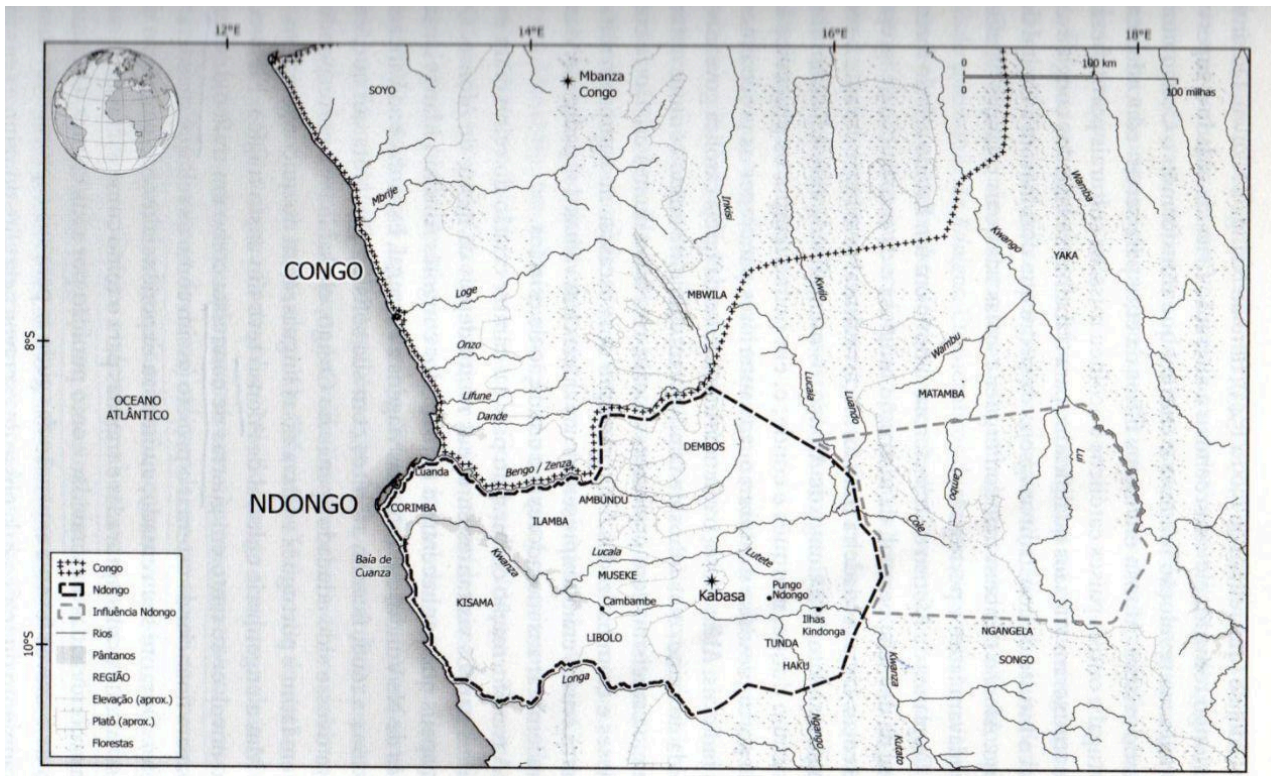 12°E
14°E
16°E
18°E
0
100 km
0
100 milhas
Mbanza
Congo
SOYO
Mbrije
Inkisi
Wamba
Kwango
YAKA
CONGO
Loge
MBWILA
Kwilo
8°S
Onzo
Wambu
OCEANO
ATLÂNTICO
Lifune
Dande
Lucala
Luando
MATAMBA
DEMBOS
Luanda
Bengo / Zenza
Gambo
Lui
NDONGO
CORIMBA
AMBUNDU
ILAMBA
Cole
Baía de
Cuanza
Kwanza
Lucala
Lutete
MUSEKE
Kabasa
Pungo
Ndongo
KISAMA
Cambambe
Ilhas
Kindonga
10°S
LIBOLO
TUNDA
HAKU
NGANGELA
SONGO
Longa
Kwanza
Ngango
Kutato
Congo
Ndongo
Influência Ndongo
Rios
Pântanos
REGIÃO
Elevação (aprox.)
Platô (aprox.)
Florestas